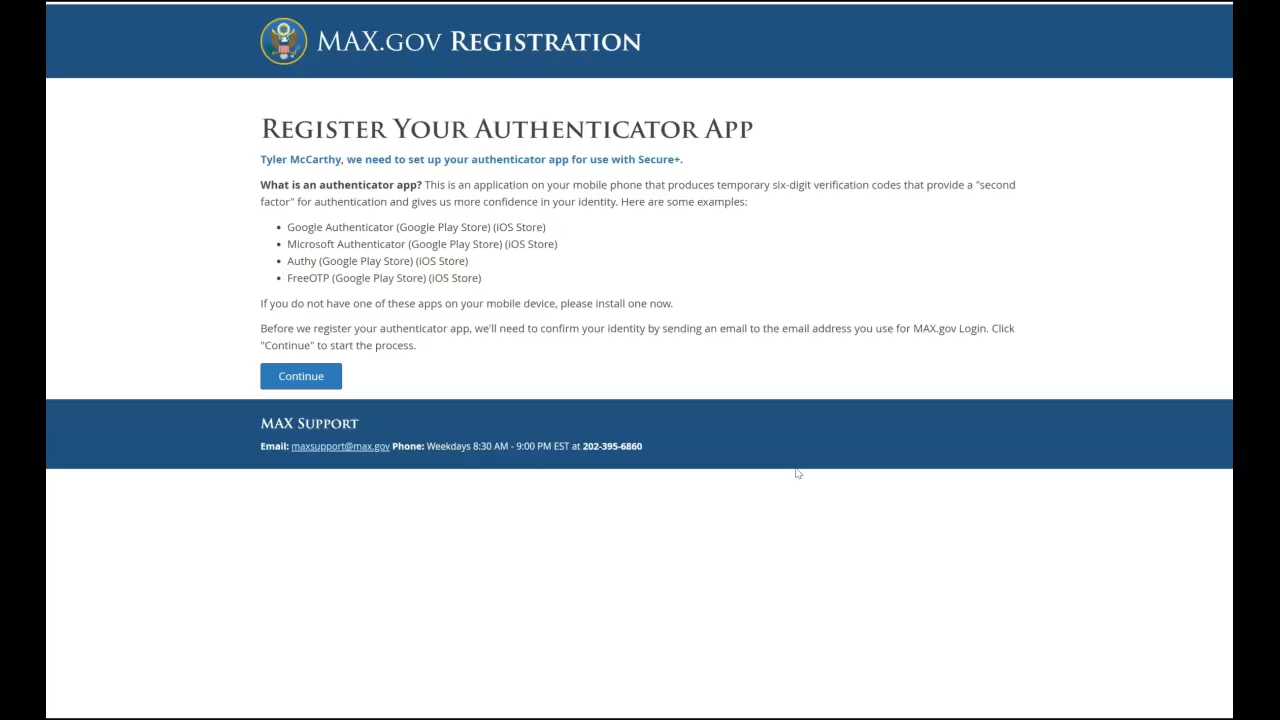 MAX.GOV REGISTRATION
REGISTER YOUR AUTHENTICATOR APP
Tyler McCarthy, we need to set up your authenticator app for use with Secure+.
What is an authenticator app? This is an application on your mobile phone that produces temporary six-digit verification codes that provide a "second
factor" for authentication and gives us more confidence in your identity. Here are some examples:
• Google Authenticator (Google Play Store) (iOS Store)
• Microsoft Authenticator (Google Play Store) (iOS Store)
• Authy (Google Play Store) (iOS Store)
• FreeOTP (Google Play Store) (iOS Store)
If you do not have one of these apps on your mobile device, please install one now.
Before we register your authenticator app, we'll need to confirm your identity by sending an email to the email address you use for MAX.gov Login. Click
"Continue" to start the process.
Continue
MAX SUPPORT
Email: maxsupport@max.gov Phone: Weekdays 8:30 AM - 9:00 PM EST at 202-395-6860